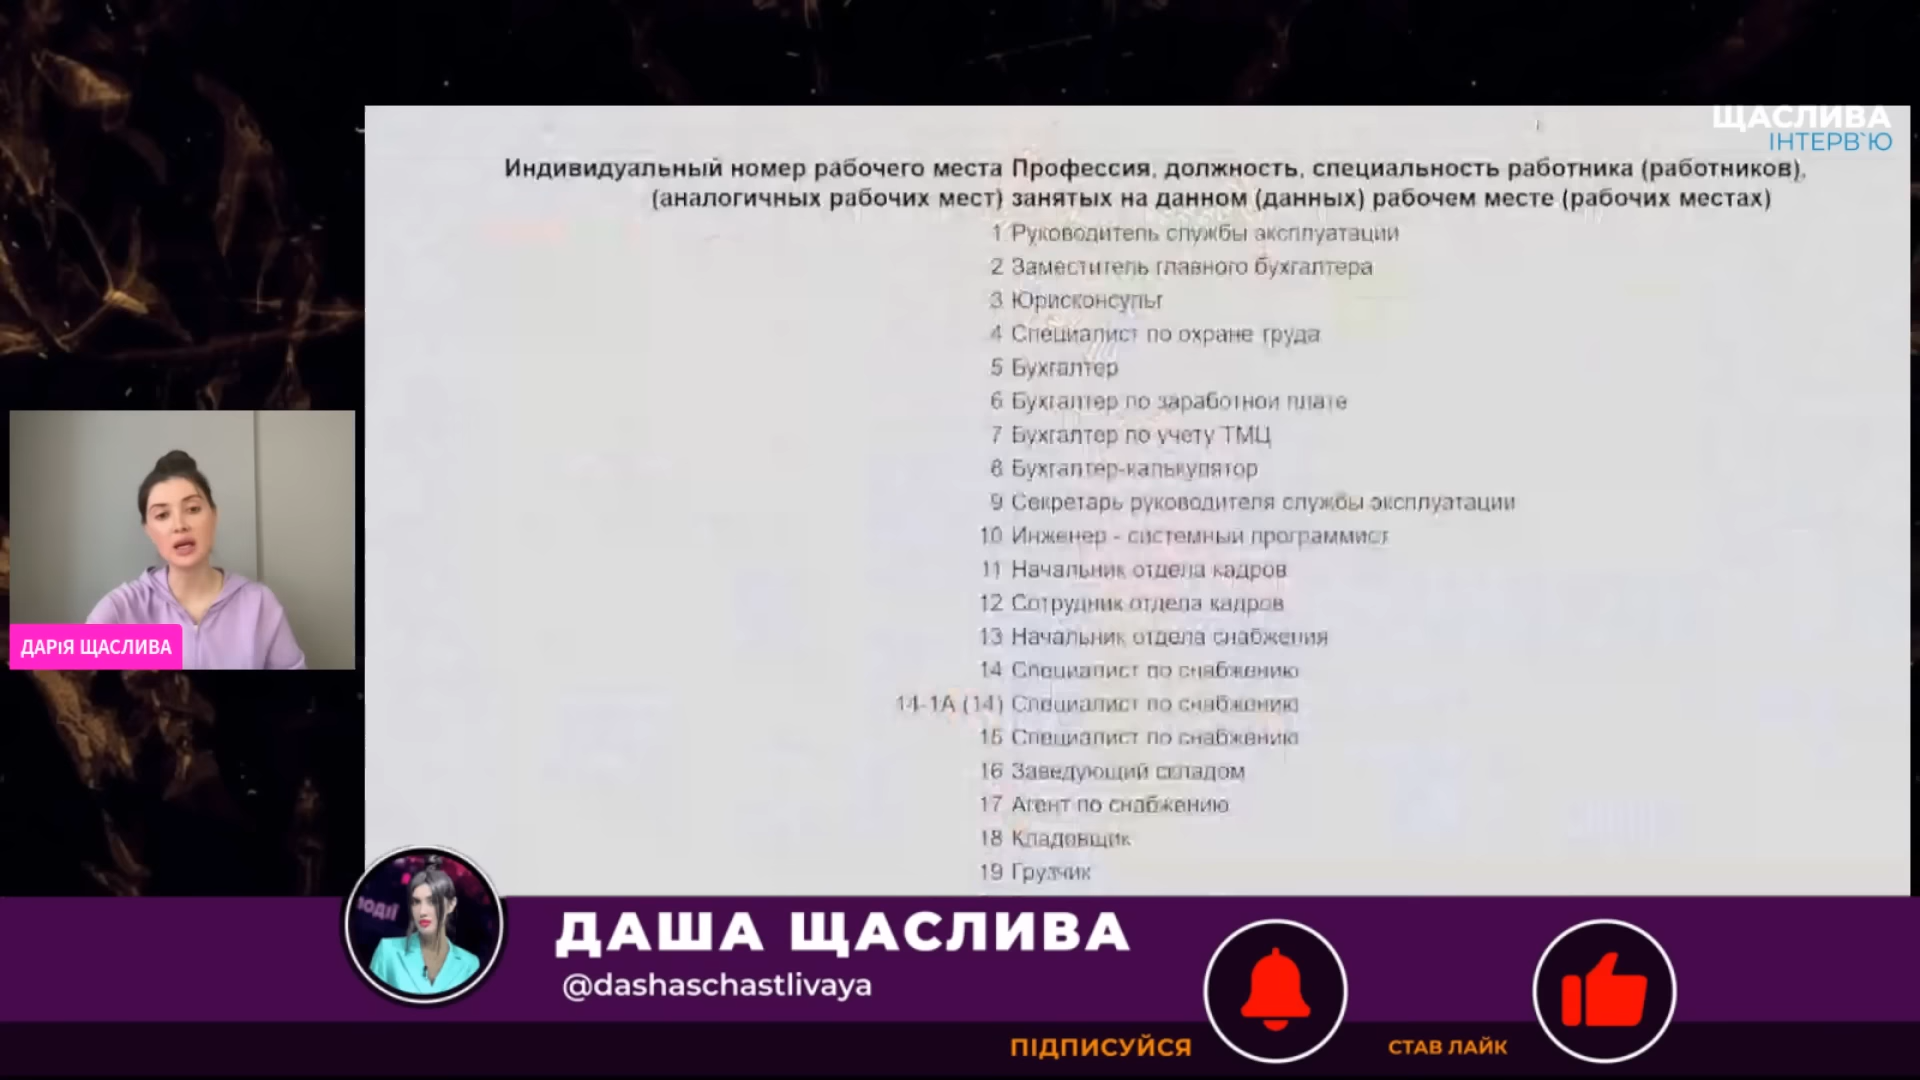 ЩАСЛИВА
ІНТЕРВ`Ю
Индивидуальный номер рабочего места Профессия, должность, специальность работника (работников),
(аналогичных рабочих мест) занятых на данном (данных) рабочем месте (рабочих местах)
1 Руководитель службы эксплуатации
2 Заместитель главного бухгалтера
3 Юрисконсульт
4 Специалист по охране труда
5 Бухгалтер
6 Бухгалтер по заработной плате
7 Бухгалтер по учету ТМЦ
8 Бухгалтер-калькулятор
9 Секретарь руководителя службы эксплуатации
10 Инженер - системный программист
11 Начальник отдела кадров
12 Сотрудник отдела кадров
13 Начальник отдела снабжения
14 Специалист по снабжению
14-1А (14) Специалист по снабжению
15 Специалист по снабжению
16 Заведующий складом
17 Агент по снабжению
18 Кладовщик
19 Грузчик
ДАРіЯ ЩАСЛИВА
ПОДІЇ
ДАША ЩАСЛИВА
@dashaschastlivaya
ПІДПИСУЙСЯ
СТАВ ЛАЙК